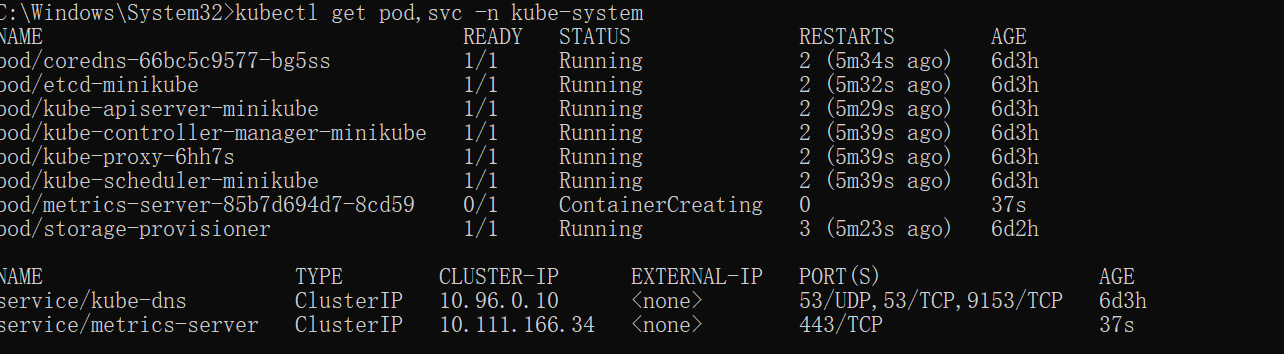 C:\Windows\System32>kubectl get pod,svc -n kube-system
NAME READY STATUS RESTARTS AGE
pod/coredns-66bc5c9577-bg5ss 1/1 Running 2 (5m34s ago) 6d3h
pod/etcd-minikube 1/1 Running 2 (5m32s ago) 6d3h
pod/kube-apiserver-minikube 1/1 Running 2 (5m29s ago) 6d3h
pod/kube-controller-manager-minikube 1/1 Running 2 (5m39s ago) 6d3h
pod/kube-proxy-6hh7s 1/1 Running 2 (5m39s ago) 6d3h
pod/kube-scheduler-minikube 1/1 Running 2 (5m39s ago) 6d3h
pod/metrics-server-85b7d694d7-8cd59 0/1 ContainerCreating 0 37s
pod/storage-provisioner 1/1 Running 3 (5m23s ago) 6d2h
NAME TYPE CLUSTER-IP EXTERNAL-IP PORT(S) AGE
service/kube-dns ClusterIP 10.96.0.10 <none> 53/UDP,53/TCP,9153/TCP 6d3h
service/metrics-server ClusterIP 10.111.166.34 <none> 443/TCP 37s